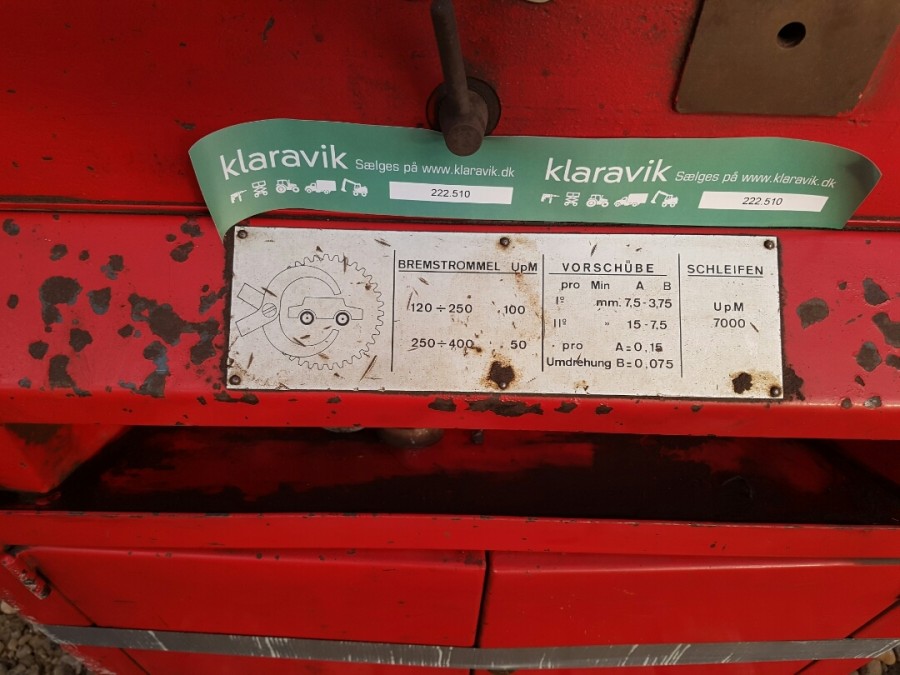 klaravik Sælges på www.klaravik.dk
222.510
klaravik Sælges på www.klaravik.dk
222.510
BREMSTROMMEL UpM
120÷250 100
250÷400 50
VORSCHÜBE
pro Min A B
Iº mm. 7,5-3,75
IIº " 15-7.5
pro A=0,15
Umdrehung B=0,075
SCHLEIFEN
UpM
7000